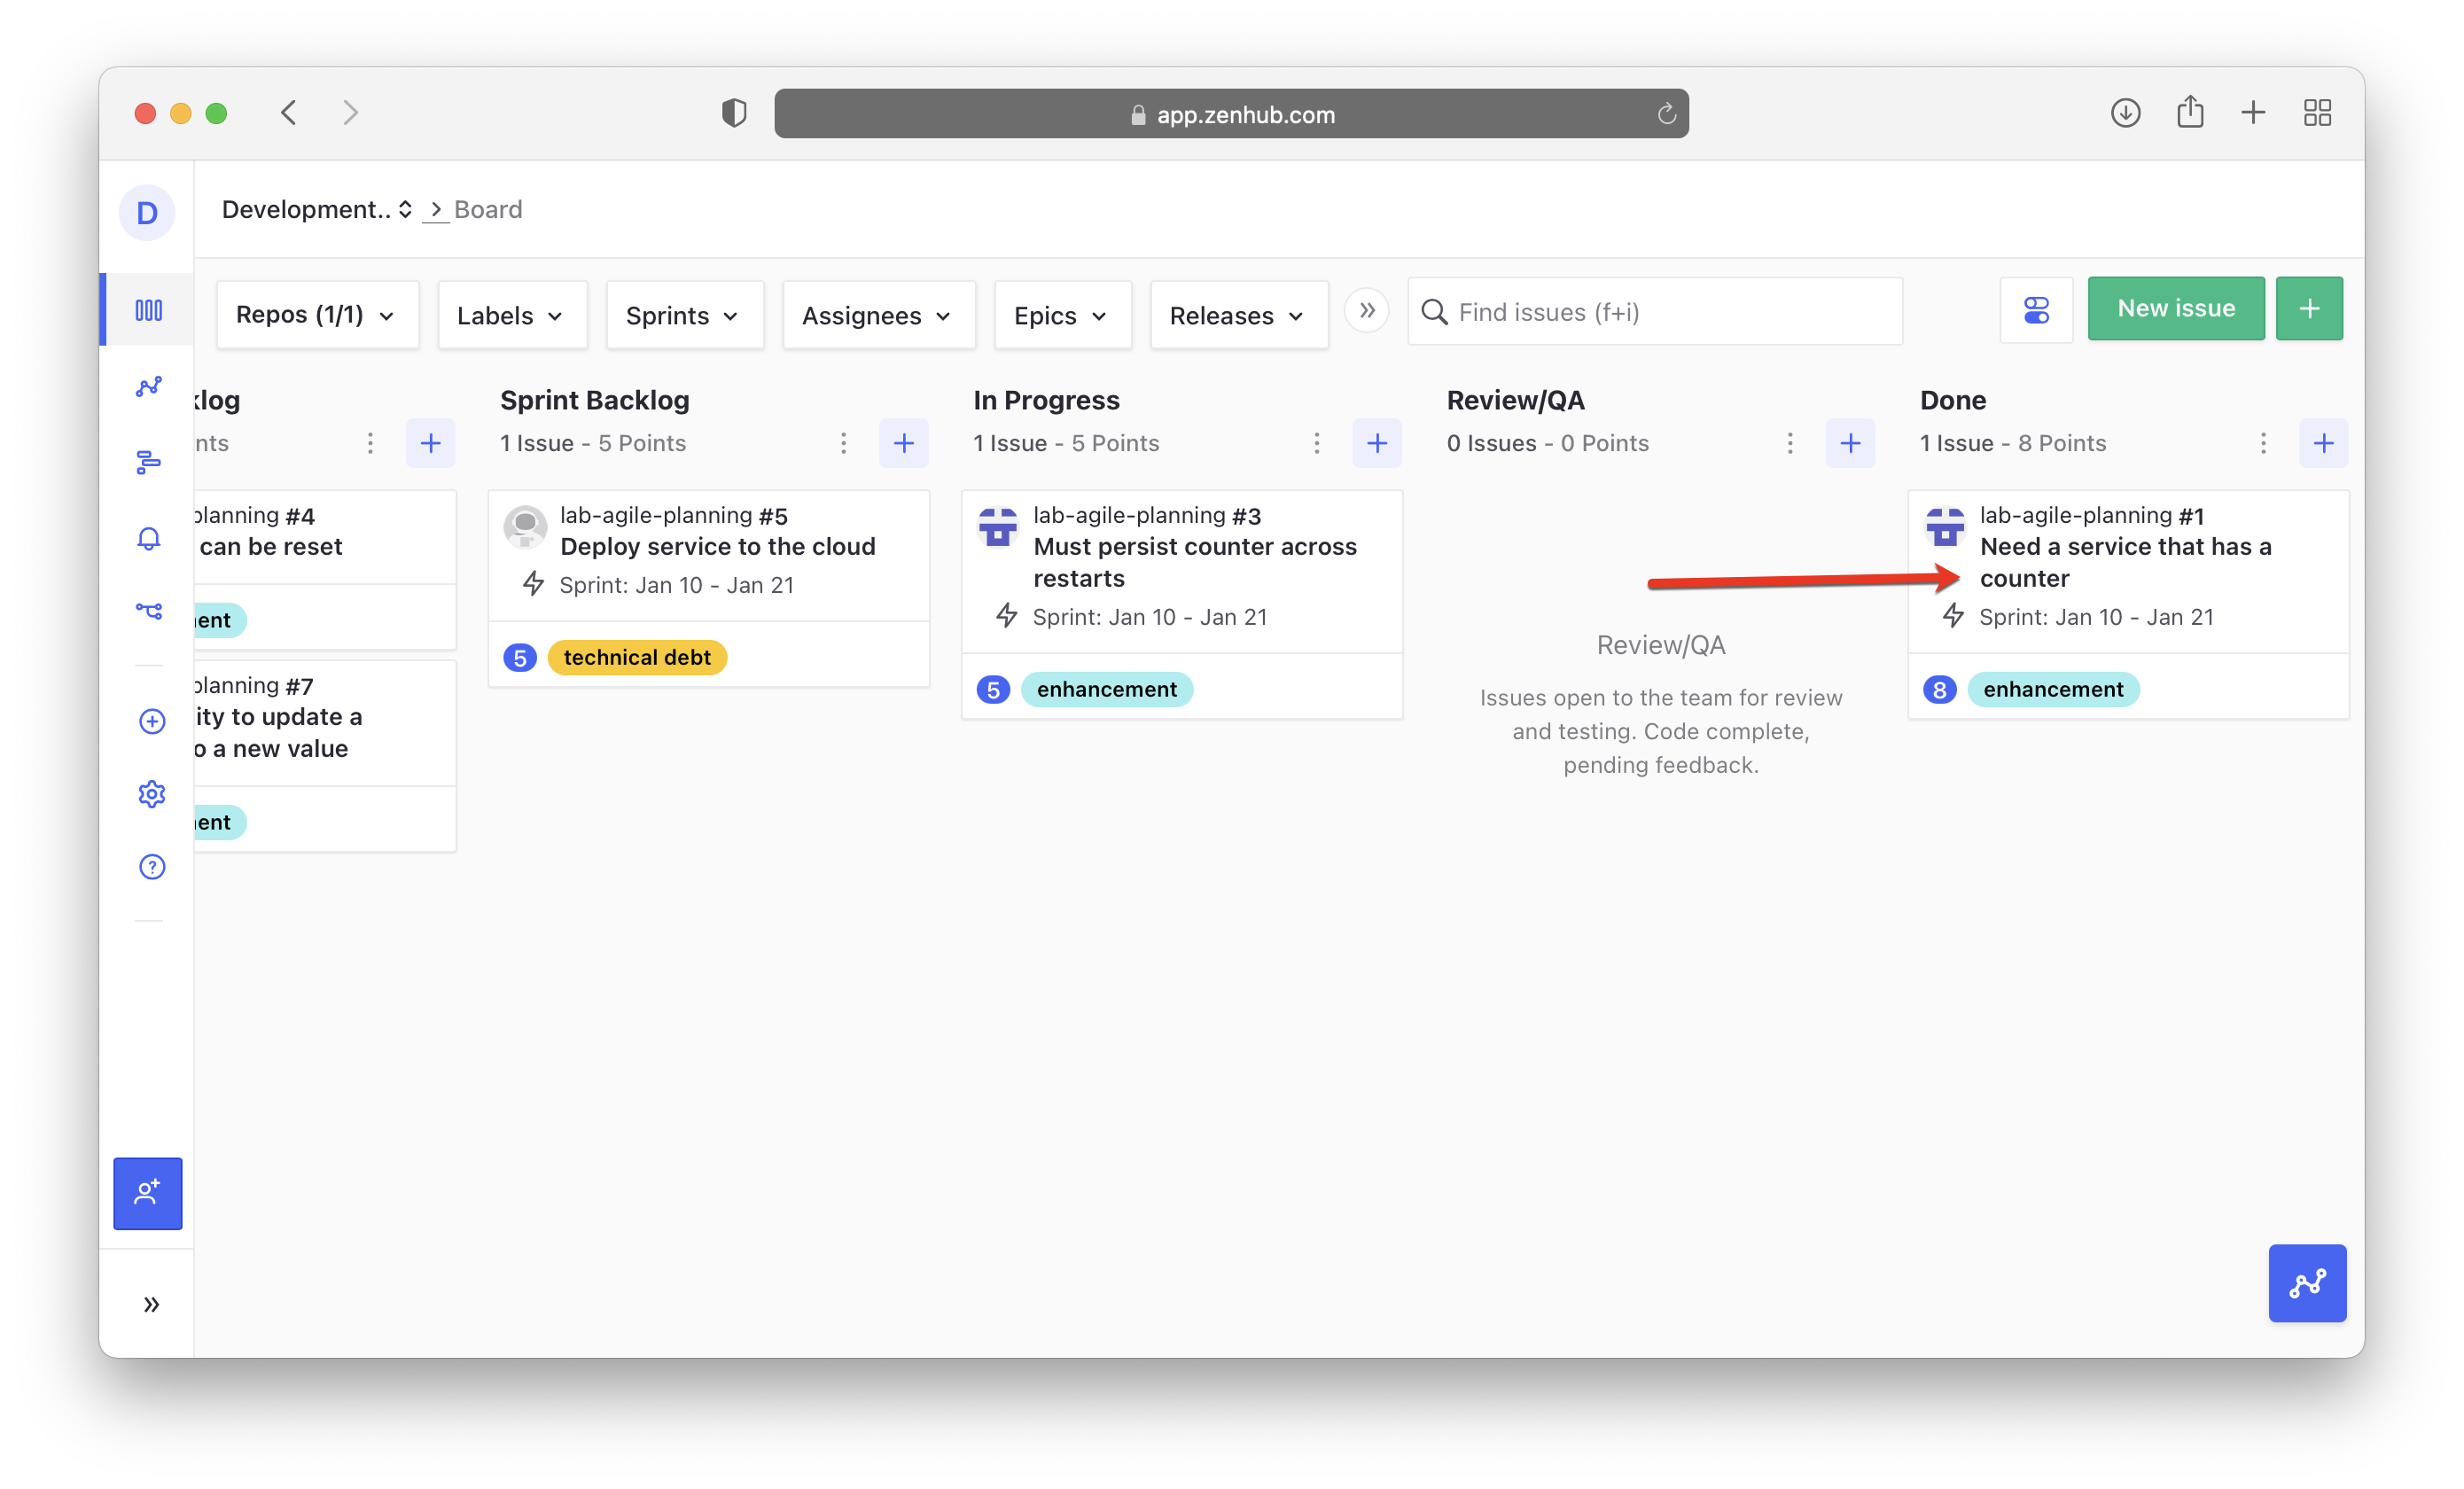 app.zenhub.com
D
Development.. > Board
Repos (1/1)
Labels
Sprints
Assignees
Epics
Releases
Find issues (f+i)
New issue
klog
nts
planning #4
can be reset
ent
planning #7
ity to update a
o a new value
ent
Sprint Backlog
1 Issue - 5 Points
lab-agile-planning #5
Deploy service to the cloud
Sprint: Jan 10 - Jan 21
5 technical debt
In Progress
1 Issue - 5 Points
lab-agile-planning #3
Must persist counter across
restarts
Sprint: Jan 10 - Jan 21
5 enhancement
Review/QA
0 Issues - 0 Points
Review/QA
Issues open to the team for review
and testing. Code complete,
pending feedback.
Done
1 Issue - 8 Points
lab-agile-planning #1
Need a service that has a
counter
Sprint: Jan 10 - Jan 21
8 enhancement